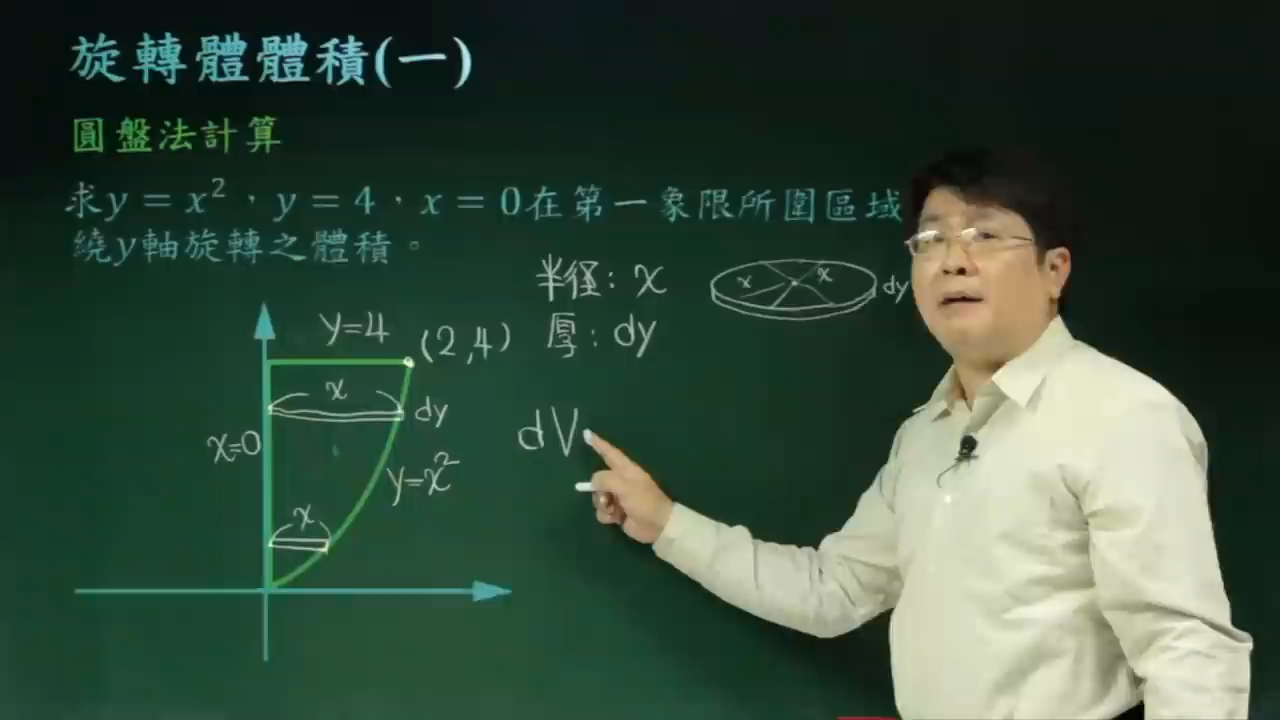 旋轉體體積(一)
圓盤法計算
求y = x²，y = 4，x = 0在第一象限所圍區域
繞y軸旋轉之體積。
半径: x
厚: dy
x x dy
y=4
(2,4)
x
dy
x=0
y=x²
x
dV